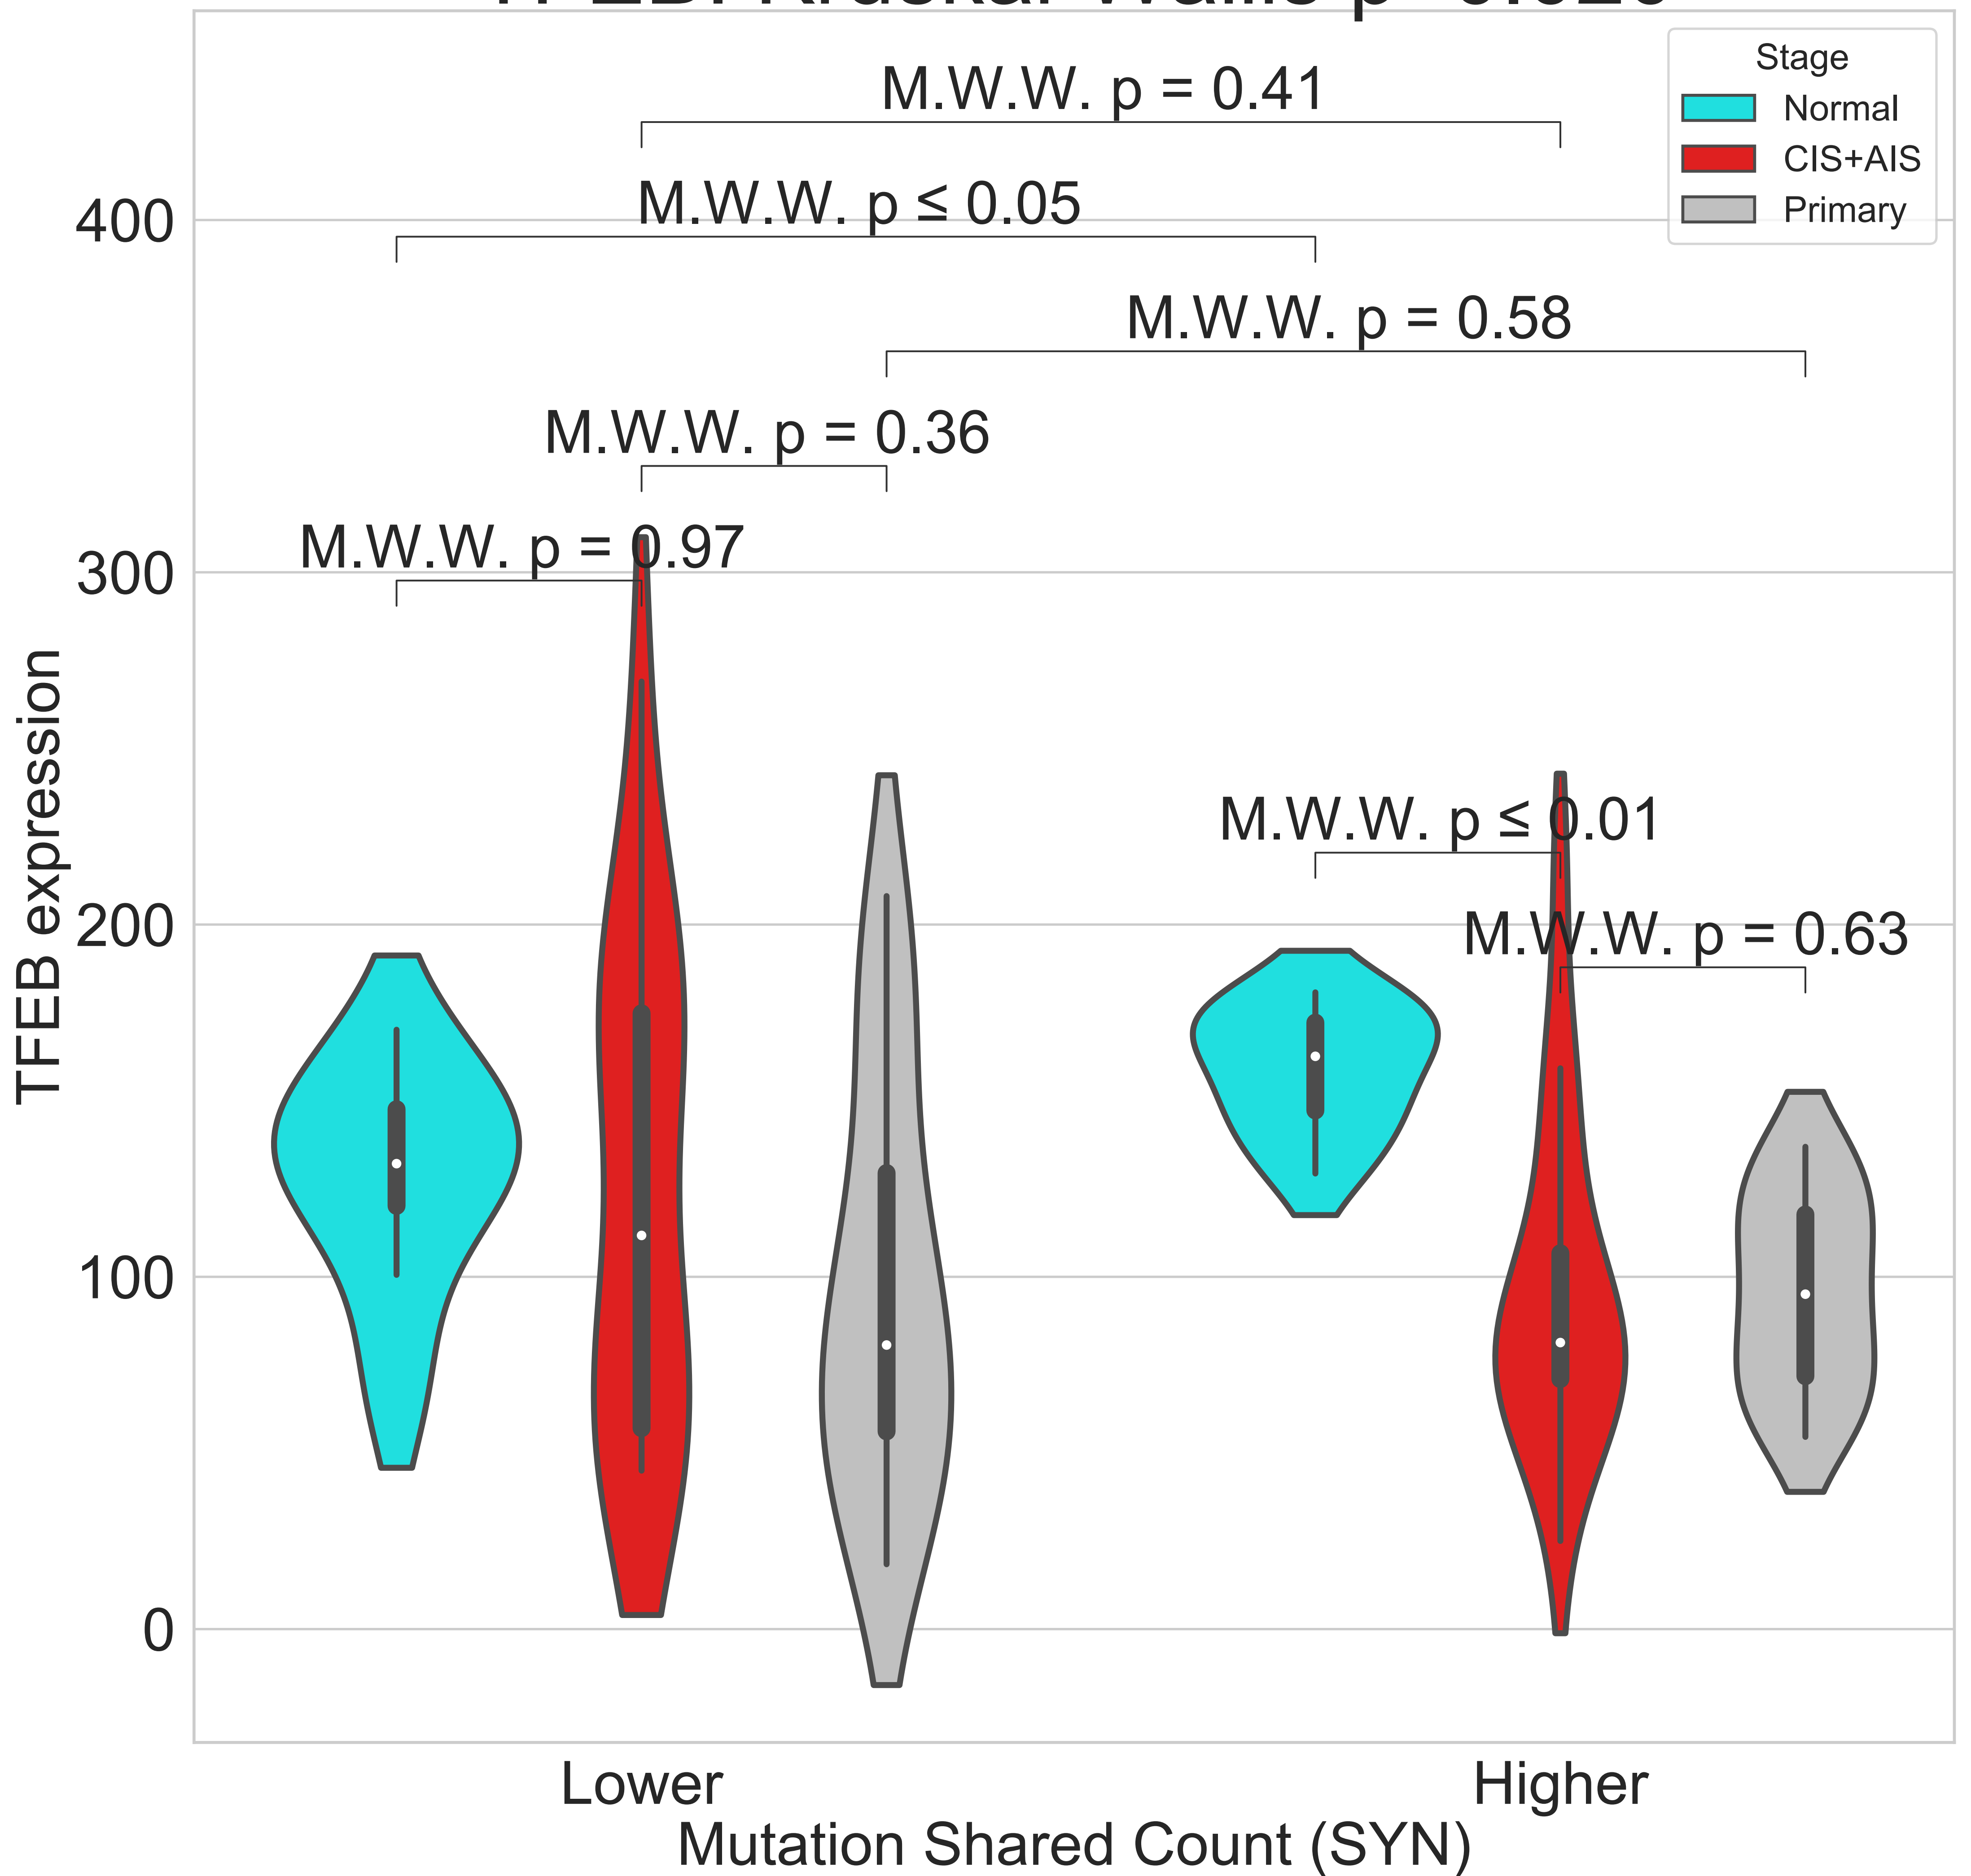 Stage
Normal
CIS+AIS
Primary
M.W.W. p = 0.41
M.W.W. p ≤ 0.05
M.W.W. p = 0.58
M.W.W. p = 0.36
M.W.W. p = 0.97
M.W.W. p ≤ 0.01
M.W.W. p = 0.63
400
300
200
100
0
TFEB expression
Lower
Higher
Mutation Shared Count (SYN)